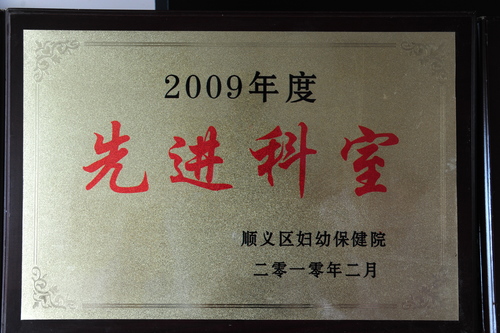 2009年度
先进科室
顺义区妇幼保健院
二零一零年二月